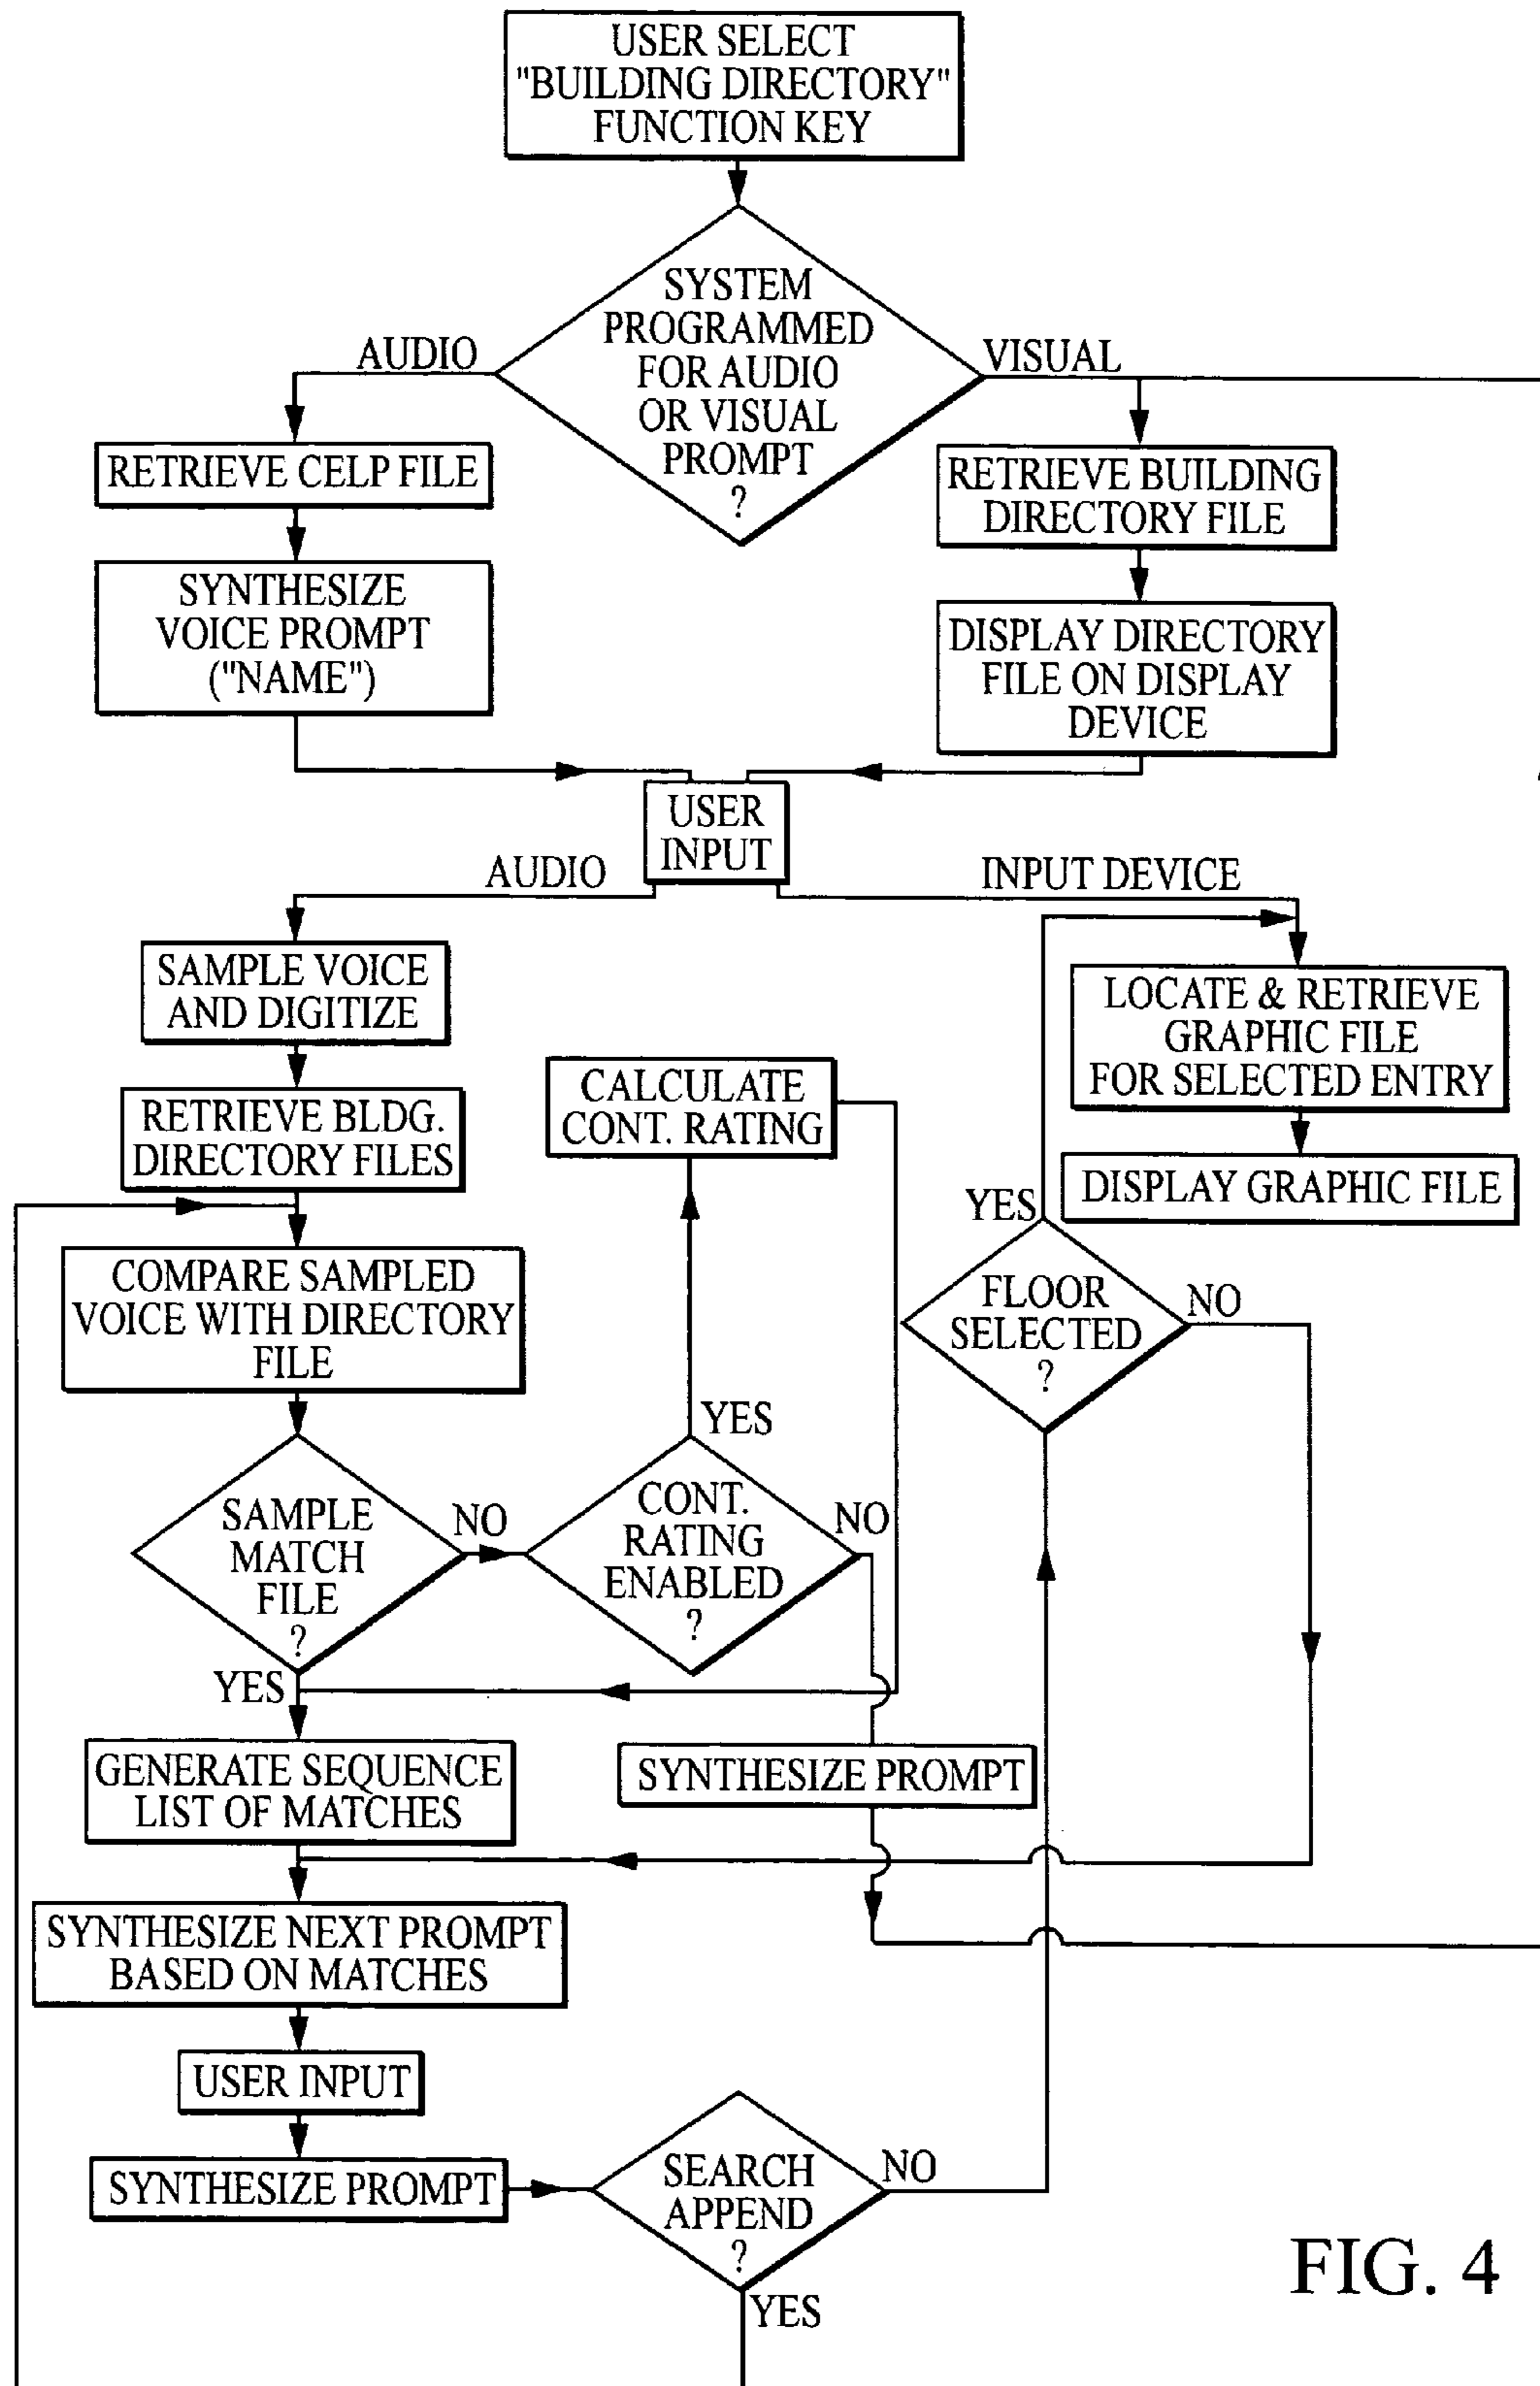 USER SELECT
"BUILDING DIRECTORY"
FUNCTION KEY
SYSTEM
PROGRAMMED
FOR AUDIO
OR VISUAL
PROMPT
?
AUDIO
VISUAL
RETRIEVE CELP FILE
RETRIEVE BUILDING
DIRECTORY FILE
SYNTHESIZE
VOICE PROMPT
("NAME")
DISPLAY DIRECTORY
FILE ON DISPLAY
DEVICE
USER
INPUT
AUDIO
INPUT DEVICE
SAMPLE VOICE
AND DIGITIZE
LOCATE & RETRIEVE
GRAPHIC FILE
FOR SELECTED ENTRY
CALCULATE
CONT. RATING
RETRIEVE BLDG.
DIRECTORY FILES
DISPLAY GRAPHIC FILE
YES
COMPARE SAMPLED
VOICE WITH DIRECTORY
FILE
FLOOR
SELECTED
?
NO
YES
SAMPLE
MATCH
FILE
?
NO
CONT.
RATING
ENABLED
?
NO
YES
GENERATE SEQUENCE
LIST OF MATCHES
SYNTHESIZE PROMPT
SYNTHESIZE NEXT PROMPT
BASED ON MATCHES
USER INPUT
SYNTHESIZE PROMPT
SEARCH
APPEND
?
NO
YES
FIG. 4